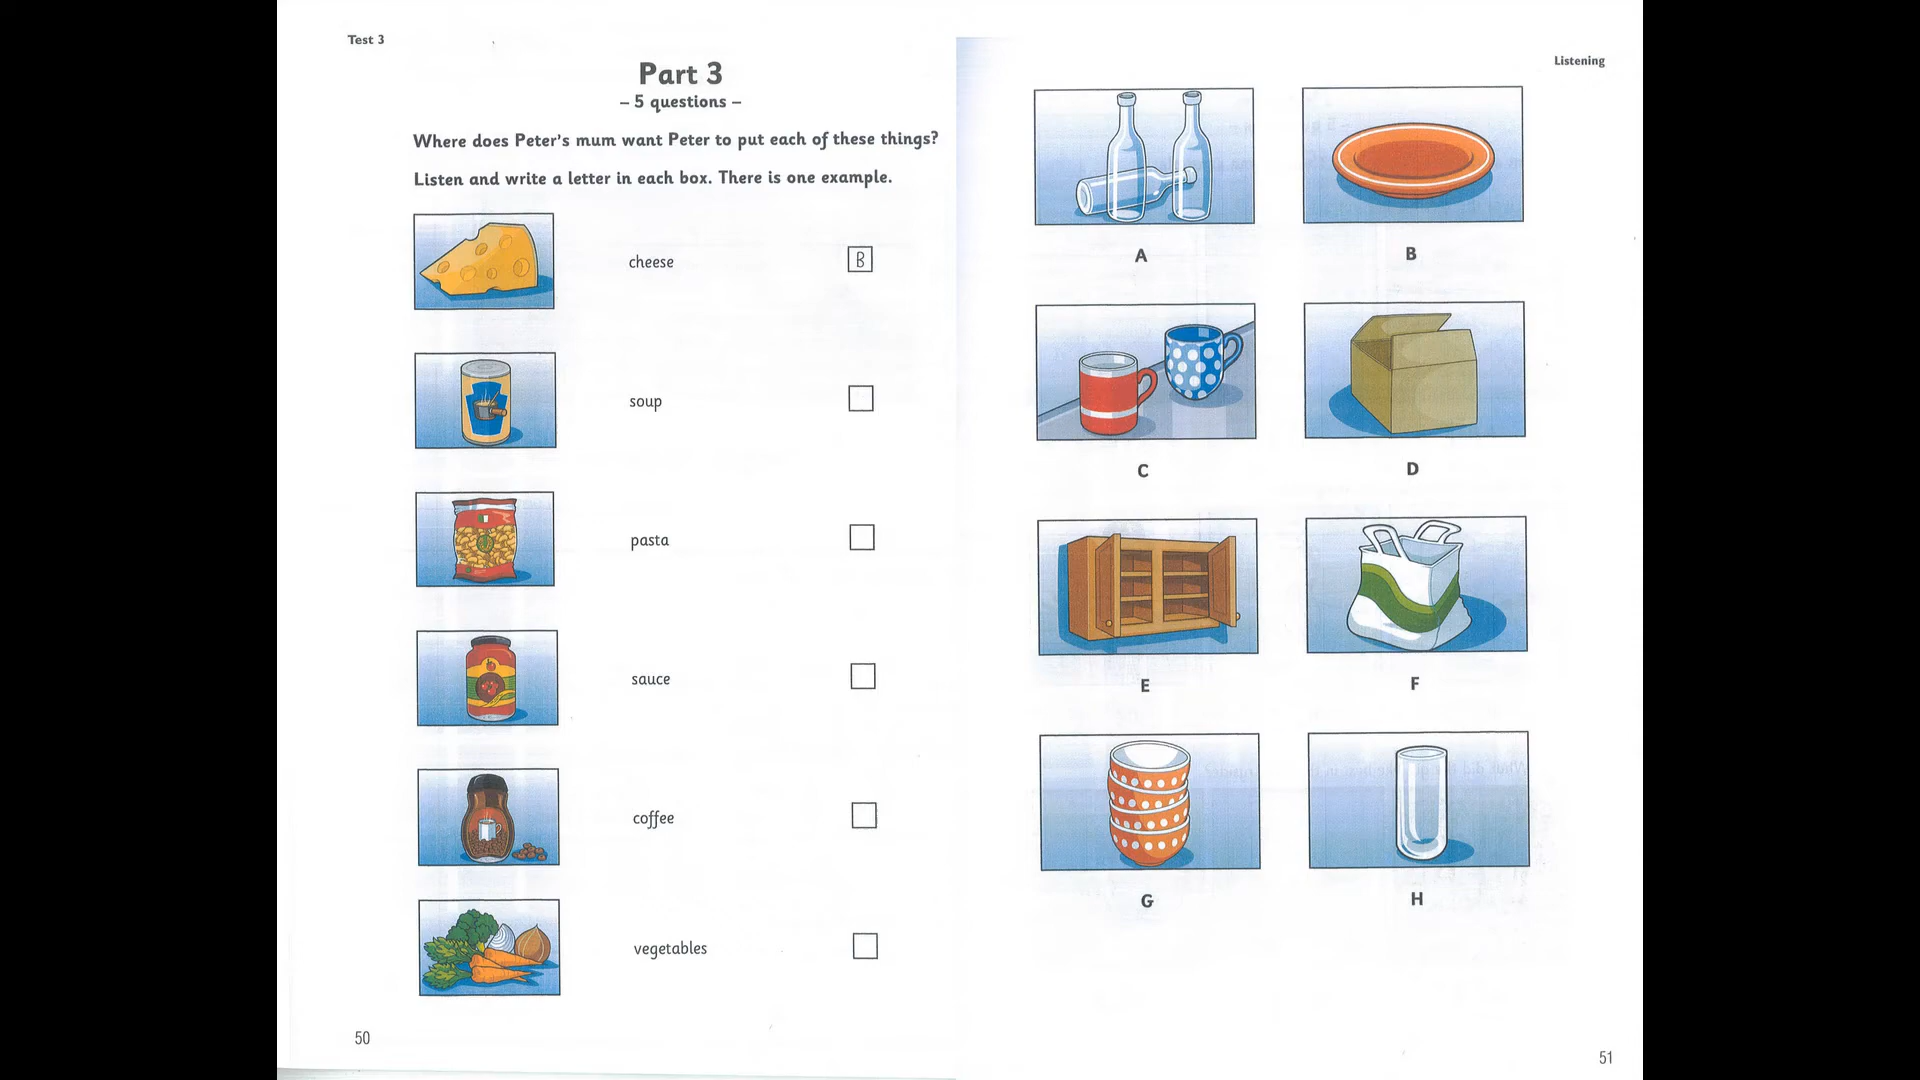 Test 3
Part 3
– 5 questions –
Where does Peter's mum want Peter to put each of these things?
Listen and write a letter in each box. There is one example.
cheese B
soup
pasta
sauce
coffee
vegetables
50
Listening
A B
C D
E F
G H
51